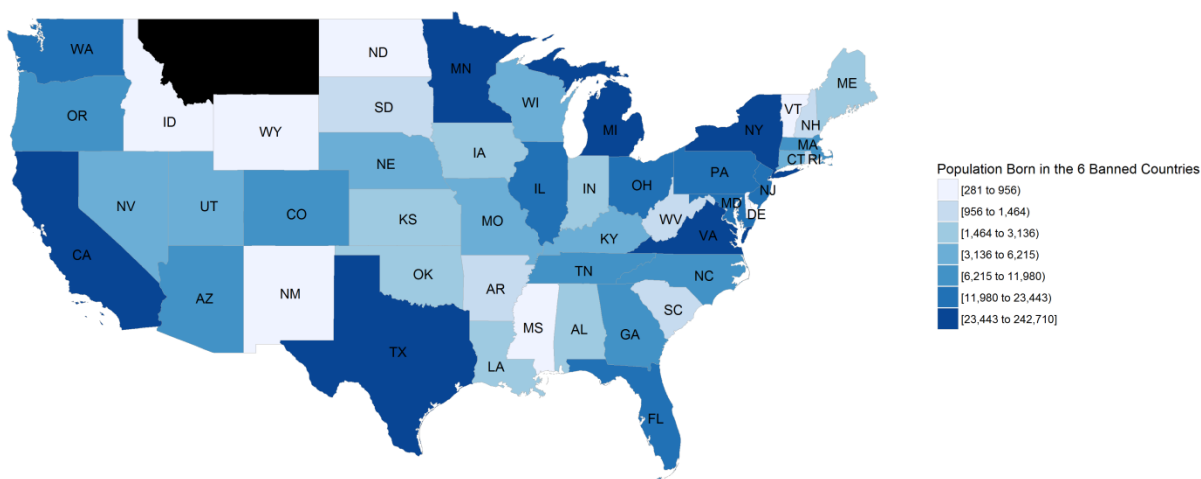 WA
ND
MN
ME
OR
ID
SD
WI
VT
NH
WY
MI
NY
MA
CT RI
IA
NE
PA
NV
UT
CO
IL
IN
OH
NJ
MD
DE
CA
KS
MO
WV
KY
VA
TN
NC
AZ
NM
OK
AR
SC
MS
AL
GA
TX
LA
FL
Population Born in the 6 Banned Countries
[281 to 956)
[956 to 1,464)
[1,464 to 3,136)
[3,136 to 6,215)
[6,215 to 11,980)
[11,980 to 23,443)
[23,443 to 242,710]